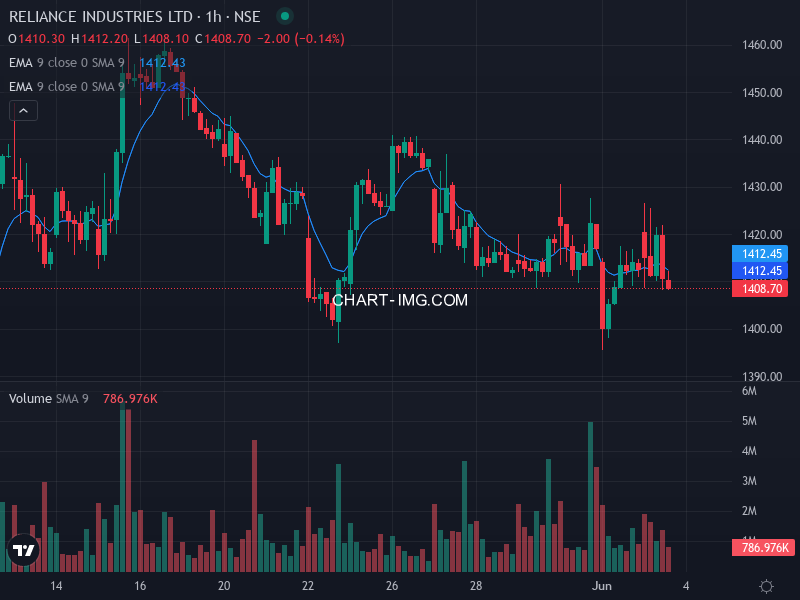 RELIANCE INDUSTRIES LTD · 1h · NSE
O1410.30 H1412.20 L1408.10 C1408.70 −2.00 (−0.14%)
EMA 9 close 0 SMA 9 1412.43
EMA 9 close 0 SMA 9 1412.43
1460.00
1450.00
1440.00
1430.00
1420.00
1412.45
1412.45
1408.70
1400.00
1390.00
CHART-IMG.COM
Volume SMA 9 786.976K
6M
5M
4M
3M
2M
1M
786.976K
14 16 20 22 26 28 Jun 4